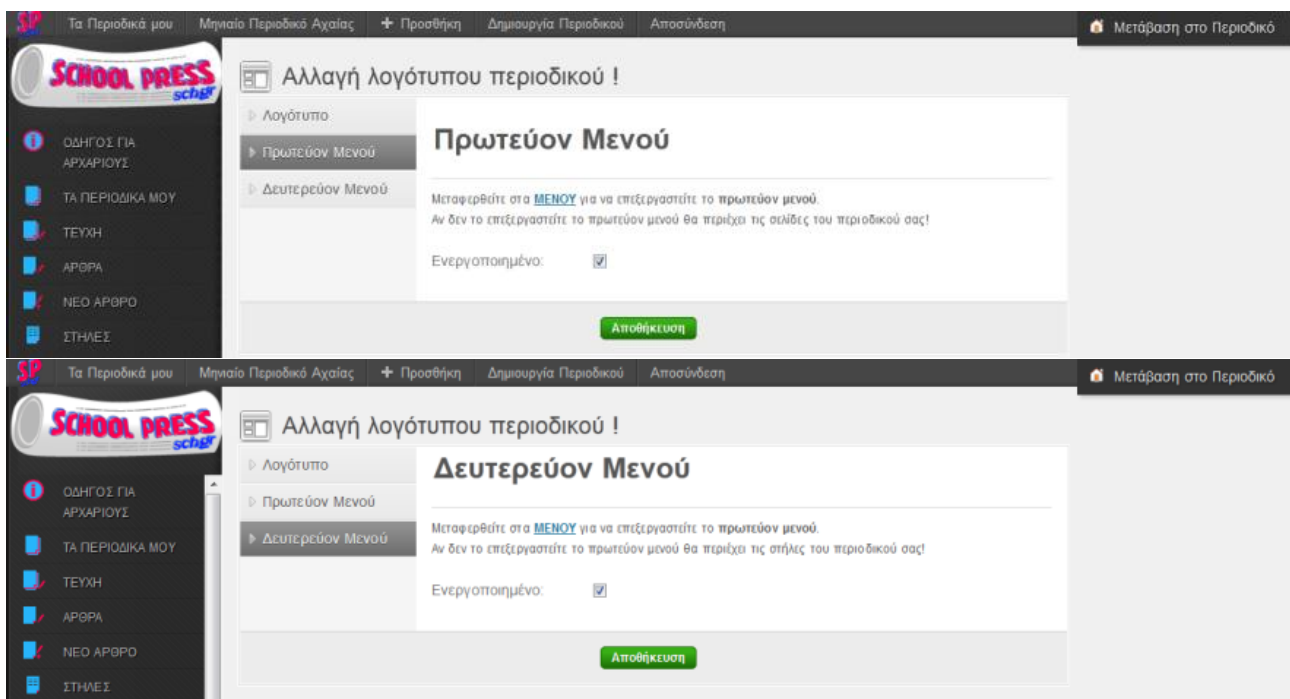 SP Τα Περιοδικά μου Μηνιαίο Περιοδικό Αχαίας + Προσθήκη Δημιουργία Περιοδικού Αποσύνδεση Μετάβαση στο Περιοδικό
SCHOOL PRESS
schgr
Αλλαγή λογότυπου περιοδικού !
ΟΔΗΓΟΣ ΓΙΑ
ΑΡΧΑΡΙΟΥΣ
ΤΑ ΠΕΡΙΟΔΙΚΑ ΜΟΥ
ΤΕΥΧΗ
ΑΡΘΡΑ
ΝΕΟ ΑΡΘΡΟ
ΣΤΗΛΕΣ
Λογότυπο
Πρωτεύον Μενού
Δευτερεύον Μενού
Πρωτεύον Μενού
Μεταφερθείτε στα ΜΕΝΟΥ για να επεξεργαστείτε το πρωτεύον μενού.
Αν δεν το επεξεργαστείτε το πρωτεύον μενού θα περιέχει τις σελίδες του περιοδικού σας!
Ενεργοποιημένο:
Αποθήκευση
SP Τα Περιοδικά μου Μηνιαίο Περιοδικό Αχαίας + Προσθήκη Δημιουργία Περιοδικού Αποσύνδεση Μετάβαση στο Περιοδικό
SCHOOL PRESS
schgr
Αλλαγή λογότυπου περιοδικού !
ΟΔΗΓΟΣ ΓΙΑ
ΑΡΧΑΡΙΟΥΣ
ΤΑ ΠΕΡΙΟΔΙΚΑ ΜΟΥ
ΤΕΥΧΗ
ΑΡΘΡΑ
ΝΕΟ ΑΡΘΡΟ
ΣΤΗΛΕΣ
Λογότυπο
Πρωτεύον Μενού
Δευτερεύον Μενού
Δευτερεύον Μενού
Μεταφερθείτε στα ΜΕΝΟΥ για να επεξεργαστείτε το πρωτεύον μενού.
Αν δεν το επεξεργαστείτε το πρωτεύον μενού θα περιέχει τις στήλες του περιοδικού σας!
Ενεργοποιημένο:
Αποθήκευση